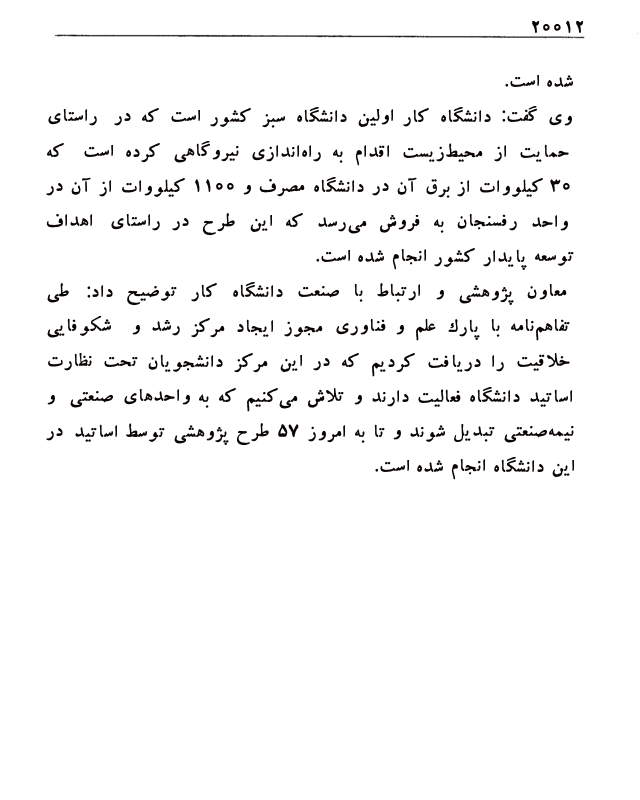 ۲۰۰۱۲
شده است.
وی گفت: دانشگاه کار اولین دانشگاه سبز کشور است که در راستای
حمایت از محیط‌زیست اقدام به راه‌اندازی نیروگاهی کرده است که
۳۰ کیلووات از برق آن در دانشگاه مصرف و ۱۱۰۰ کیلووات از آن در
واحد رفسنجان به فروش می‌رسد که این طرح در راستای اهداف
توسعه پایدار کشور انجام شده است.
معاون پژوهشی و ارتباط با صنعت دانشگاه کار توضیح داد: طی
تفاهم‌نامه با پارك علم و فناوری مجوز ایجاد مرکز رشد و شکوفایی
خلاقیت را دریافت کردیم که در این مرکز دانشجویان تحت نظارت
اساتید دانشگاه فعالیت دارند و تلاش می‌کنیم که به واحدهای صنعتی و
نیمه‌صنعتی تبدیل شوند و تا به امروز ۵۷ طرح پژوهشی توسط اساتید در
این دانشگاه انجام شده است.